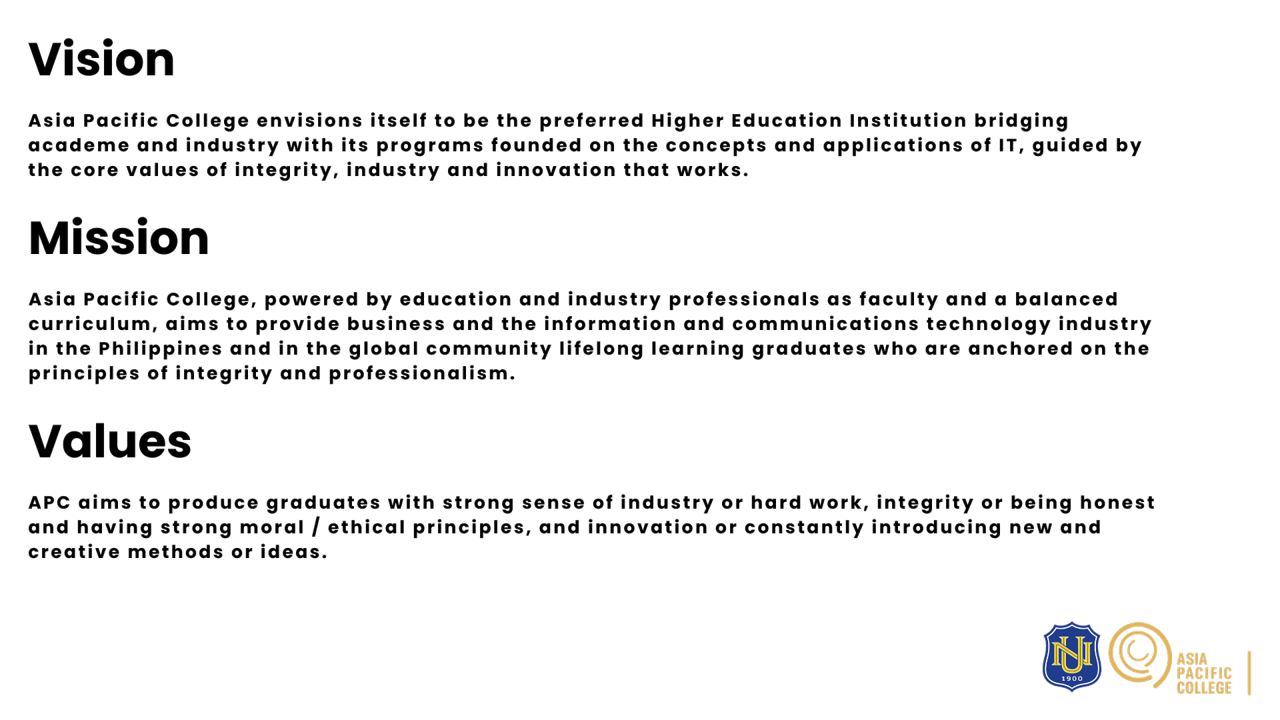 Vision
Asia Pacific College envisions itself to be the preferred Higher Education Institution bridging
academe and industry with its programs founded on the concepts and applications of IT, guided by
the core values of integrity, industry and innovation that works.
Mission
Asia Pacific College, powered by education and industry professionals as faculty and a balanced
curriculum, aims to provide business and the information and communications technology industry
in the Philippines and in the global community lifelong learning graduates who are anchored on the
principles of integrity and professionalism.
Values
APC aims to produce graduates with strong sense of industry or hard work, integrity or being honest
and having strong moral / ethical principles, and innovation or constantly introducing new and
creative methods or ideas.
NU
1900
ASIA
PACIFIC
COLLEGE